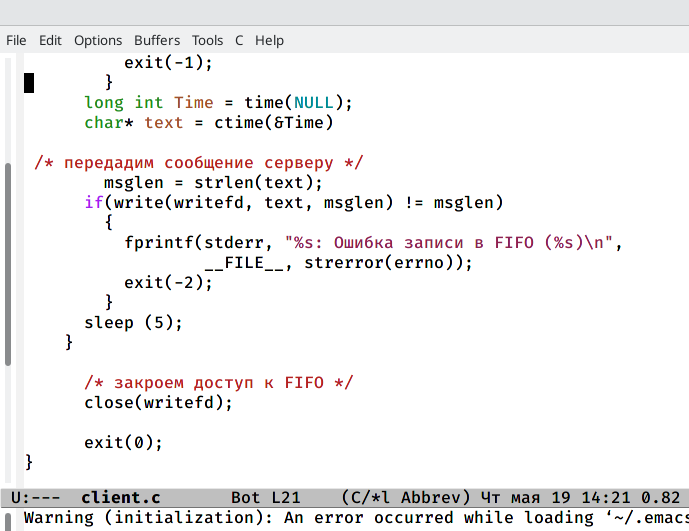 File Edit Options Buffers Tools C Help
exit(-1);
}
long int Time = time(NULL);
char* text = ctime(&Time)
/* передадим сообщение серверу */
msglen = strlen(text);
if(write(writefd, text, msglen) != msglen)
{
fprintf(stderr, "%s: Ошибка записи в FIFO (%s)\n",
__FILE__, strerror(errno));
exit(-2);
}
sleep (5);
}
/* закроем доступ к FIFO */
close(writefd);
exit(0);
}
U:--- client.c Bot L21 (C/*l Abbrev) Чт мая 19 14:21 0.82
Warning (initialization): An error occurred while loading ‘~/.emacs